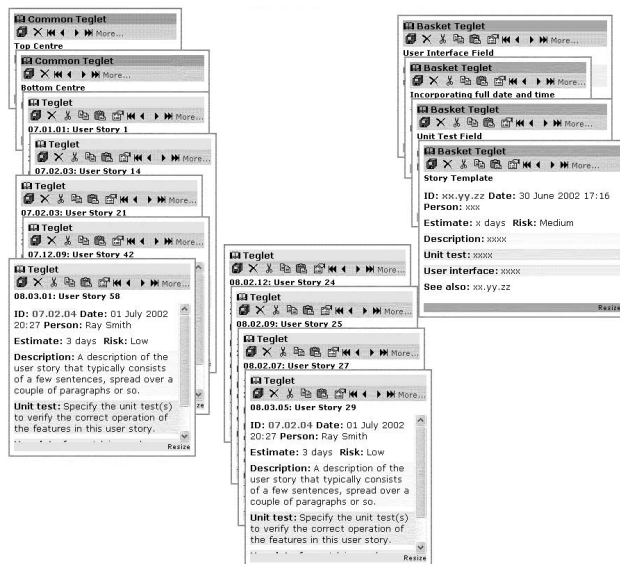 Common Teglet
More...
Top Centre
Common Teglet
More...
Bottom Centre
Teglet
More...
07.01.01: User Story 1
Teglet
More...
07.02.03: User Story 14
Teglet
More...
07.02.03: User Story 21
Teglet
More...
07.12.09: User Story 42
Teglet
More...
08.03.01: User Story 58
ID: 07.02.04 Date: 01 July 2002
20:27 Person: Ray Smith
Estimate: 3 days Risk: Low
Description: A description of the
user story that typically consists
of a few sentences, spread over a
couple of paragraphs or so.
Unit test: Specify the unit test(s)
to verify the correct operation of
the features in this user story.
Resize
Teglet
More...
08.02.12: User Story 24
Teglet
More...
08.02.09: User Story 25
Teglet
More...
08.02.07: User Story 27
Teglet
More...
08.03.05: User Story 29
ID: 07.02.04 Date: 01 July 2002
20:27 Person: Ray Smith
Estimate: 3 days Risk: Low
Description: A description of the
user story that typically consists
of a few sentences, spread over a
couple of paragraphs or so.
Unit test: Specify the unit test(s)
to verify the correct operation of
the features in this user story.
Resize
Basket Teglet
More...
User Interface Field
Basket Teglet
More...
Incorporating full date and time
Basket Teglet
More...
Unit Test Field
Basket Teglet
More...
Story Template
ID: xx.yy.zz Date: 30 June 2002 17:16
Person: xxx
Estimate: x days Risk: Medium
Description: xxxx
Unit test: xxxx
User interface: xxxx
See also: xx.yy.zz
Resize